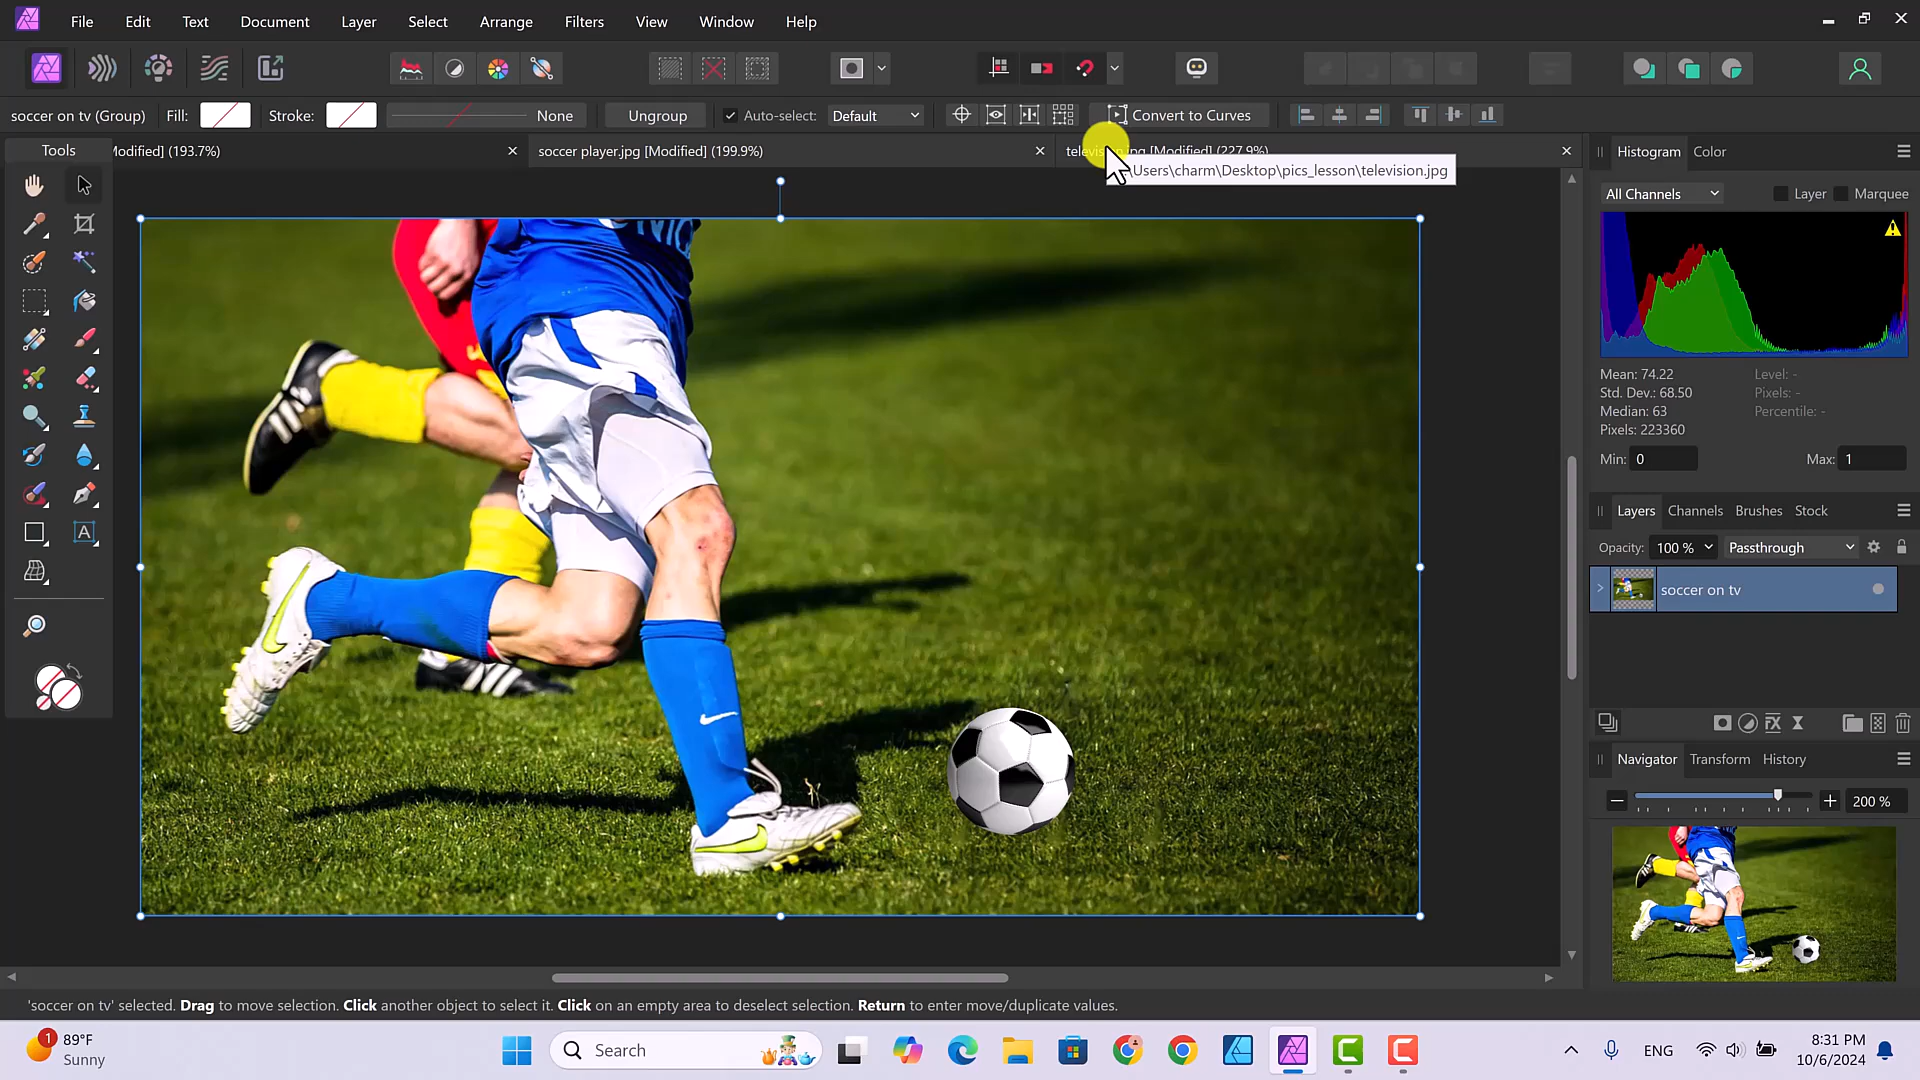 File Edit Text Document Layer Select Arrange Filters View Window Help
soccer on tv (Group) Fill: Stroke: None Ungroup Auto-select: Default Convert to Curves
Tools Modified] (193.7%) soccer player.jpg [Modified] (199.9%) [Modified] (227.9%)
Users\charm\Desktop\pics_lesson\television.jpg
Histogram Color
All Channels Layer Marquee
Mean: 74.22 Level: -
Std. Dev.: 68.50 Pixels: -
Median: 63 Percentile: -
Pixels: 223360
Min: 0 Max: 1
Layers Channels Brushes Stock
Opacity: 100 % Passthrough
soccer on tv
Navigator Transform History
200 %
'soccer on tv' selected. Drag to move selection. Click another object to select it. Click on an empty area to deselect selection. Return to enter move/duplicate values.
1 89°F
Sunny
Search
ENG
8:31 PM
10/6/2024